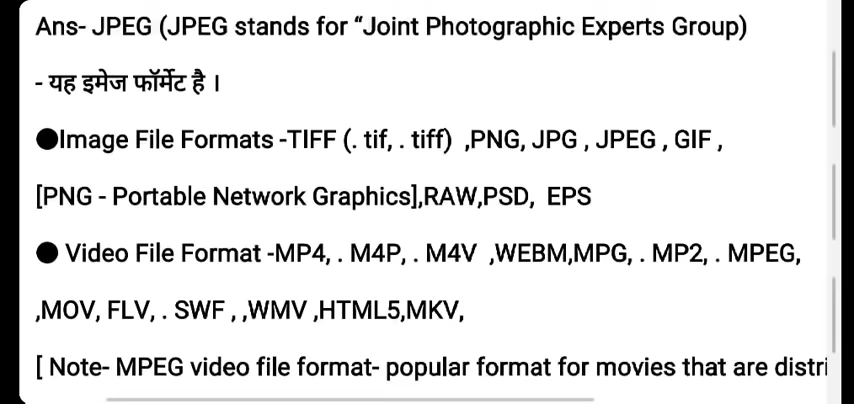 Ans- JPEG (JPEG stands for “Joint Photographic Experts Group)
- यह इमेज फॉर्मेट है ।
●Image File Formats -TIFF (. tif, . tiff) ,PNG, JPG , JPEG , GIF ,
[PNG - Portable Network Graphics],RAW,PSD, EPS
● Video File Format -MP4, . M4P, . M4V ,WEBM,MPG, . MP2, . MPEG,
,MOV, FLV, . SWF , ,WMV ,HTML5,MKV,
[ Note- MPEG video file format- popular format for movies that are distri